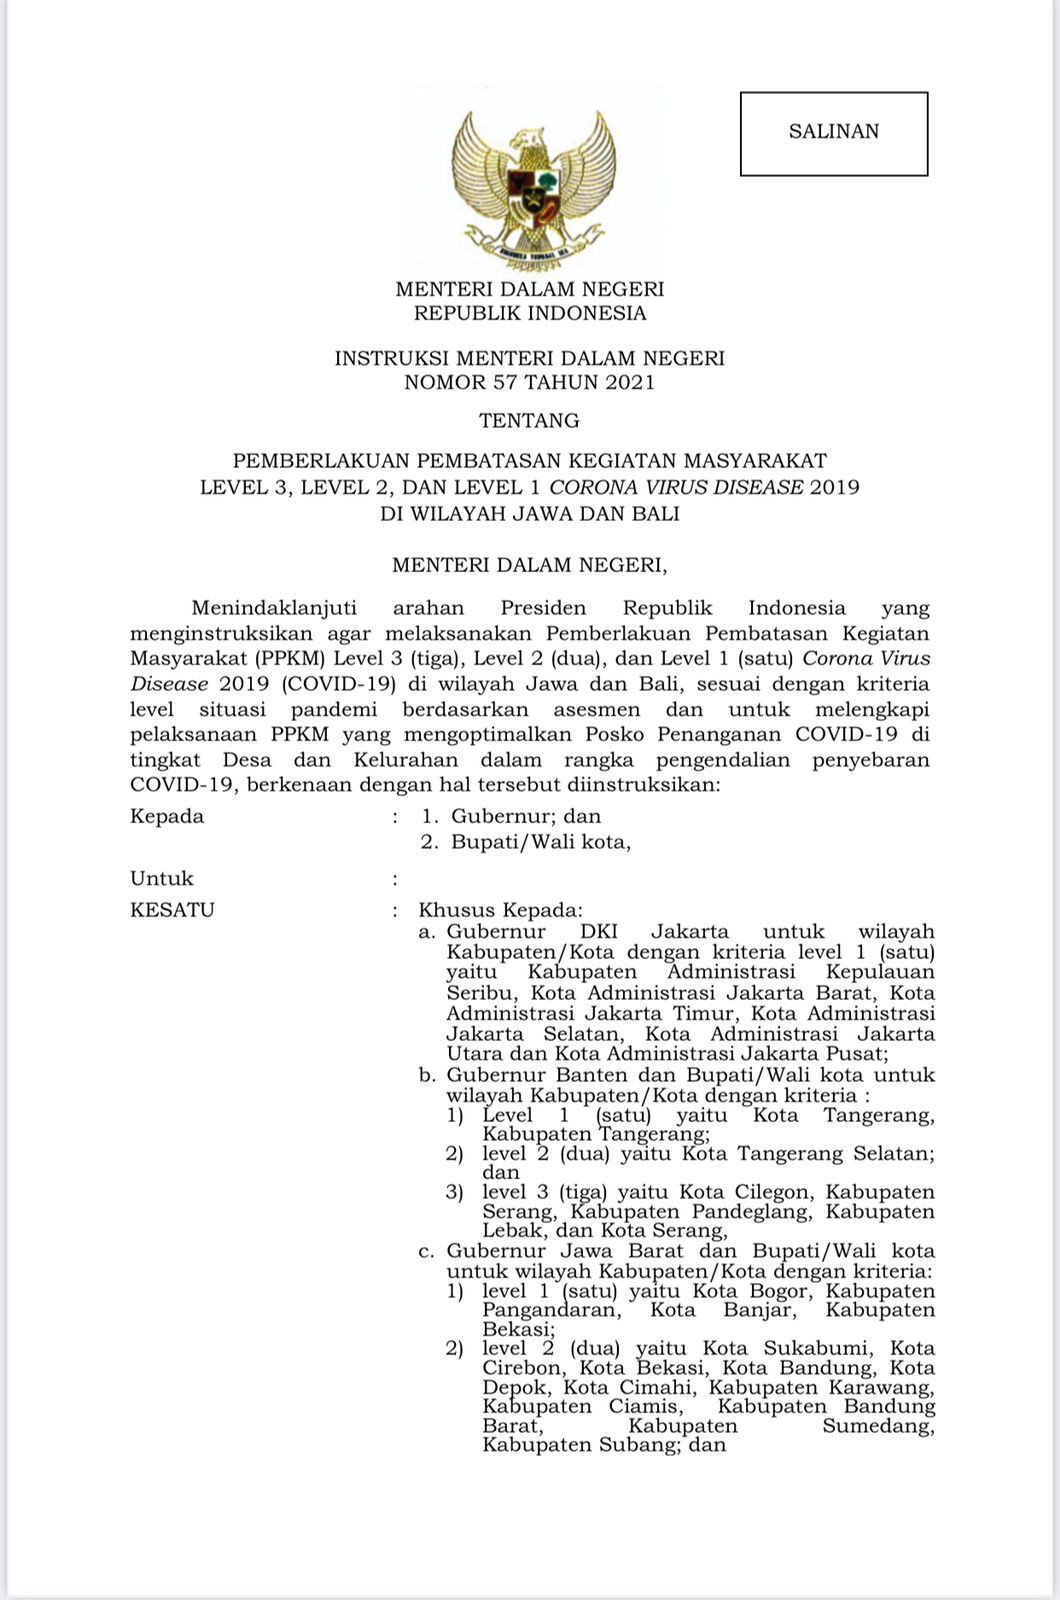 SALINAN
MENTERI DALAM NEGERI
REPUBLIK INDONESIA
INSTRUKSI MENTERI DALAM NEGERI
NOMOR 57 TAHUN 2021
TENTANG
PEMBERLAKUAN PEMBATASAN KEGIATAN MASYARAKAT
LEVEL 3, LEVEL 2, DAN LEVEL 1 CORONA VIRUS DISEASE 2019
DI WILAYAH JAWA DAN BALI
MENTERI DALAM NEGERI,
Menindaklanjuti arahan Presiden Republik Indonesia yang
menginstruksikan agar melaksanakan Pemberlakuan Pembatasan Kegiatan
Masyarakat (PPKM) Level 3 (tiga), Level 2 (dua), dan Level 1 (satu) Corona Virus
Disease 2019 (COVID-19) di wilayah Jawa dan Bali, sesuai dengan kriteria
level situasi pandemi berdasarkan asesmen dan untuk melengkapi
pelaksanaan PPKM yang mengoptimalkan Posko Penanganan COVID-19 di
tingkat Desa dan Kelurahan dalam rangka pengendalian penyebaran
COVID-19, berkenaan dengan hal tersebut diinstruksikan:
Kepada : 1. Gubernur; dan
2. Bupati/Wali kota,
Untuk :
KESATU : Khusus Kepada:
a. Gubernur DKI Jakarta untuk wilayah
Kabupaten/Kota dengan kriteria level 1 (satu)
yaitu Kabupaten Administrasi Kepulauan
Seribu, Kota Administrasi Jakarta Barat, Kota
Administrasi Jakarta Timur, Kota Administrasi
Jakarta Selatan, Kota Administrasi Jakarta
Utara dan Kota Administrasi Jakarta Pusat;
b. Gubernur Banten dan Bupati/Wali kota untuk
wilayah Kabupaten/Kota dengan kriteria :
1) Level 1 (satu) yaitu Kota Tangerang,
Kabupaten Tangerang;
2) level 2 (dua) yaitu Kota Tangerang Selatan;
dan
3) level 3 (tiga) yaitu Kota Cilegon, Kabupaten
Serang, Kabupaten Pandeglang, Kabupaten
Lebak, dan Kota Serang,
c. Gubernur Jawa Barat dan Bupati/Wali kota
untuk wilayah Kabupaten/Kota dengan kriteria:
1) level 1 (satu) yaitu Kota Bogor, Kabupaten
Pangandaran, Kota Banjar, Kabupaten
Bekasi;
2) level 2 (dua) yaitu Kota Sukabumi, Kota
Cirebon, Kota Bekasi, Kota Bandung, Kota
Depok, Kota Cimahi, Kabupaten Karawang,
Kabupaten Ciamis, Kabupaten Bandung
Barat, Kabupaten Sumedang,
Kabupaten Subang; dan